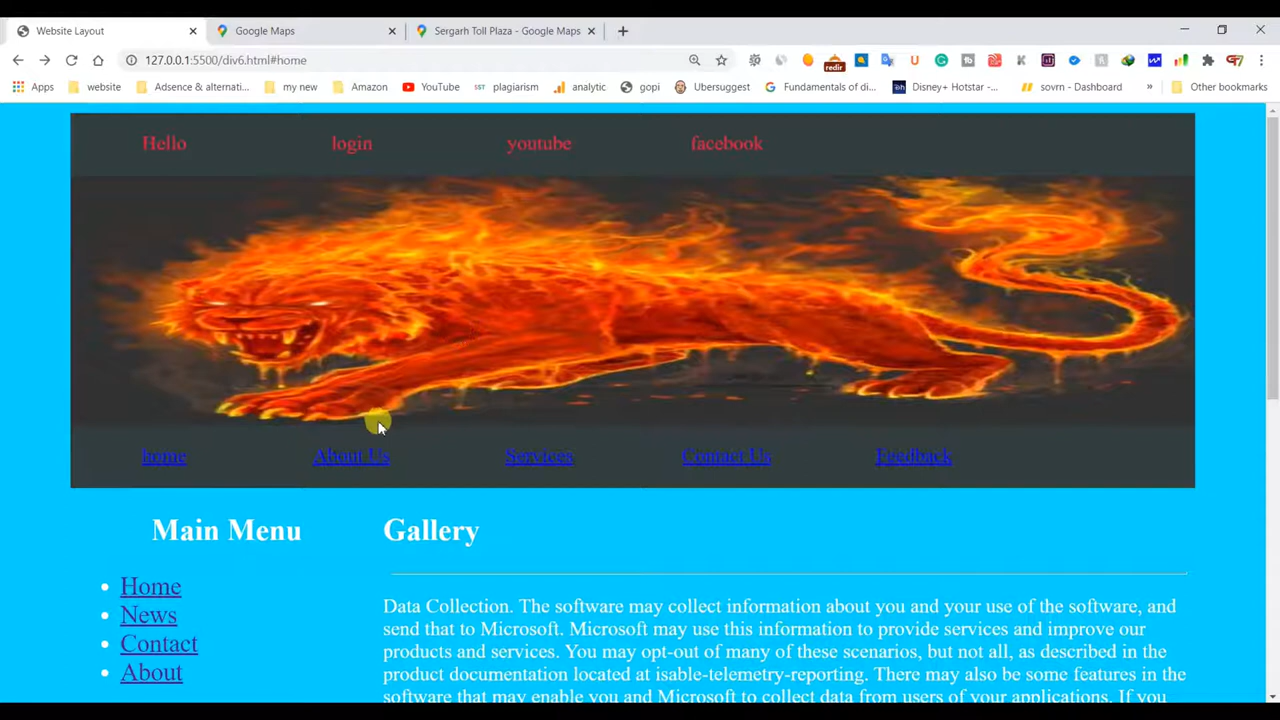 Website Layout
Google Maps
Sergarh Toll Plaza - Google Maps
127.0.0.1:5500/div6.html#home
redir
Apps
website
Adsence & alternati...
my new
Amazon
YouTube
plagiarism
analytic
gopi
Ubersuggest
Fundamentals of di...
Disney+ Hotstar -...
sovrn - Dashboard
»
Other bookmarks
Hello login youtube facebook
home About Us Services Contact Us Feedback
Main Menu
Home
News
Contact
About
Gallery
Data Collection. The software may collect information about you and your use of the software, and
send that to Microsoft. Microsoft may use this information to provide services and improve our
products and services. You may opt-out of many of these scenarios, but not all, as described in the
product documentation located at isable-telemetry-reporting. There may also be some features in the
software that may enable you and Microsoft to collect data from users of your applications. If you